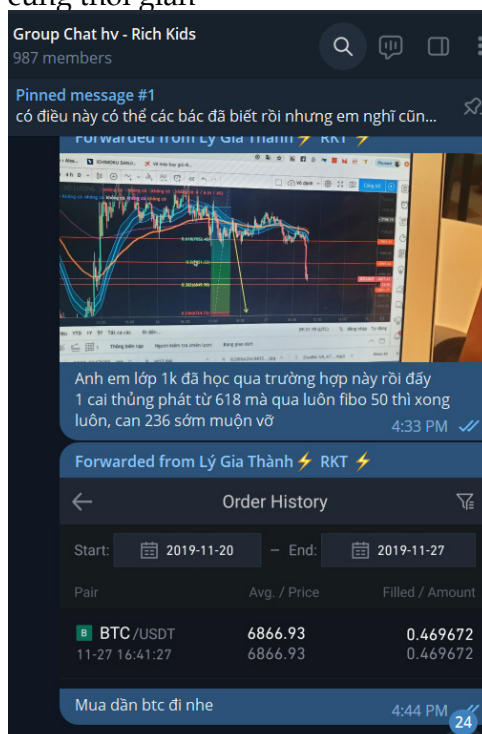 cùng thời gian
Group Chat hv - Rich Kids
987 members
Pinned message #1
có điều này có thể các bác đã biết rồi nhưng em nghĩ cũn...
Forwarded from Lý Gia Thành⚡ RKT ⚡
Anh em lớp 1k đã học qua trường hợp này rồi đấy
1 cai thủng phát từ 618 mà qua luôn fibo 50 thì xong
luôn, can 236 sớm muộn vỡ
4:33 PM
Forwarded from Lý Gia Thành⚡ RKT ⚡
Order History
Start: 2019-11-20 – End: 2019-11-27
Pair Avg. / Price Filled / Amount
B BTC /USDT 6866.93 0.469672
11-27 16:41:27 6866.93 0.469672
Mua dần btc đi nhe
4:44 PM
24